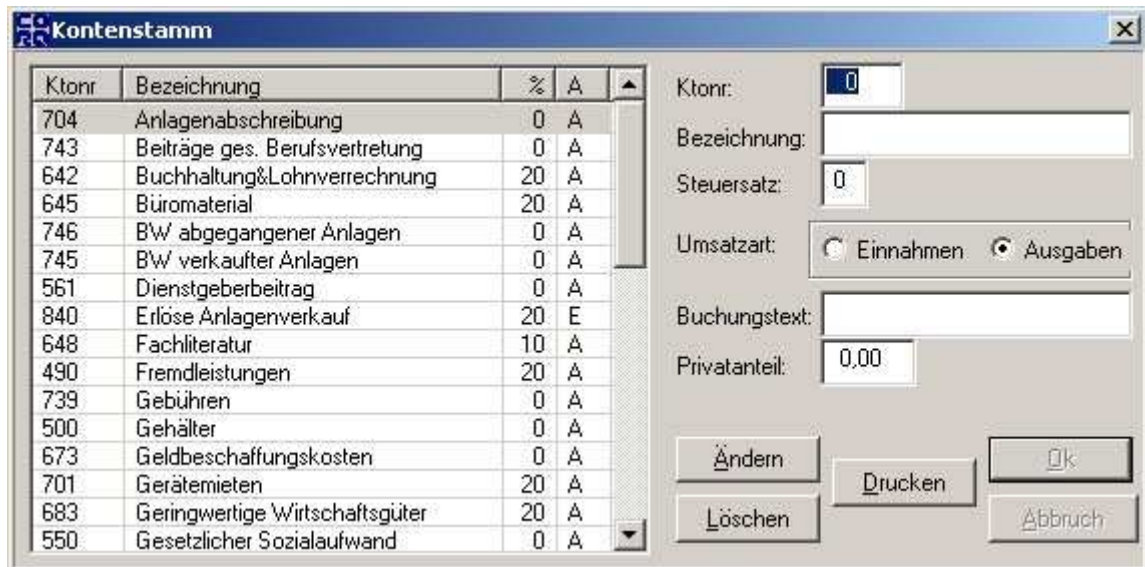 Kontenstamm
Ktonr Bezeichnung % A
704 Anlagenabschreibung 0 A
743 Beiträge ges. Berufsvertretung 0 A
642 Buchhaltung&Lohnverrechnung 20 A
645 Büromaterial 20 A
746 BW abgegangener Anlagen 0 A
745 BW verkaufter Anlagen 0 A
561 Dienstgeberbeitrag 0 A
840 Erlöse Anlagenverkauf 20 E
648 Fachliteratur 10 A
490 Fremdleistungen 20 A
739 Gebühren 0 A
500 Gehälter 0 A
673 Geldbeschaffungskosten 0 A
701 Gerätemieten 20 A
683 Geringwertige Wirtschaftsgüter 20 A
550 Gesetzlicher Sozialaufwand 0 A
Ktonr: 0
Bezeichnung:
Steuersatz: 0
Umsatzart: Einnahmen Ausgaben
Buchungstext:
Privatanteil: 0,00
Ändern
Drucken
Ok
Löschen
Abbruch